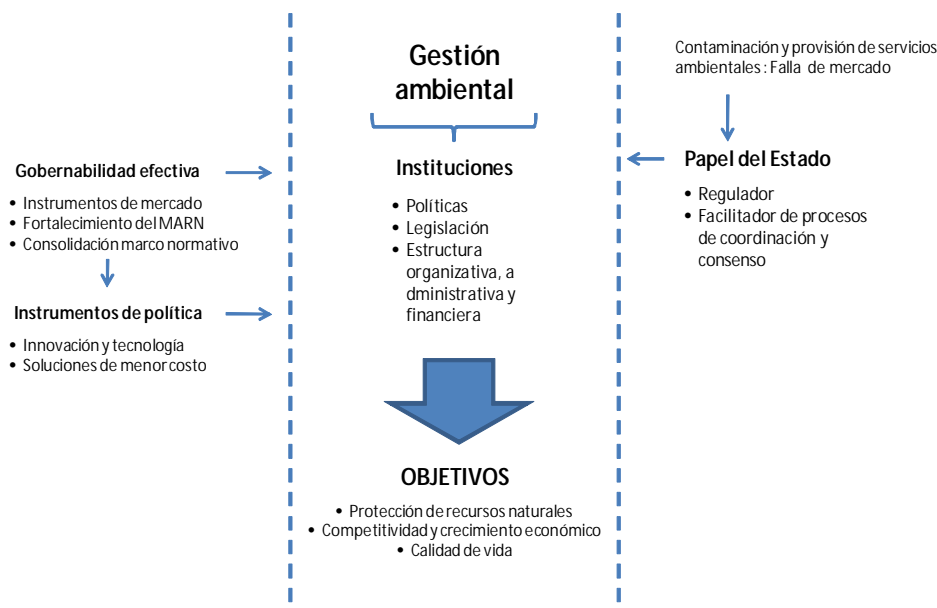 Gestión
ambiental
Instituciones
• Políticas
• Legislación
• Estructura
organizativa, a
dministrativa y
financiera
OBJETIVOS
• Protección de recursos naturales
• Competitividad y crecimiento económico
• Calidad de vida
Gobernabilidad efectiva
• Instrumentos de mercado
• Fortalecimiento del MARN
• Consolidación marco normativo
Instrumentos de política
• Innovación y tecnología
• Soluciones de menor costo
Contaminación y provisión de servicios
ambientales : Falla de mercado
Papel del Estado
• Regulador
• Facilitador de procesos
de coordinación y
consenso